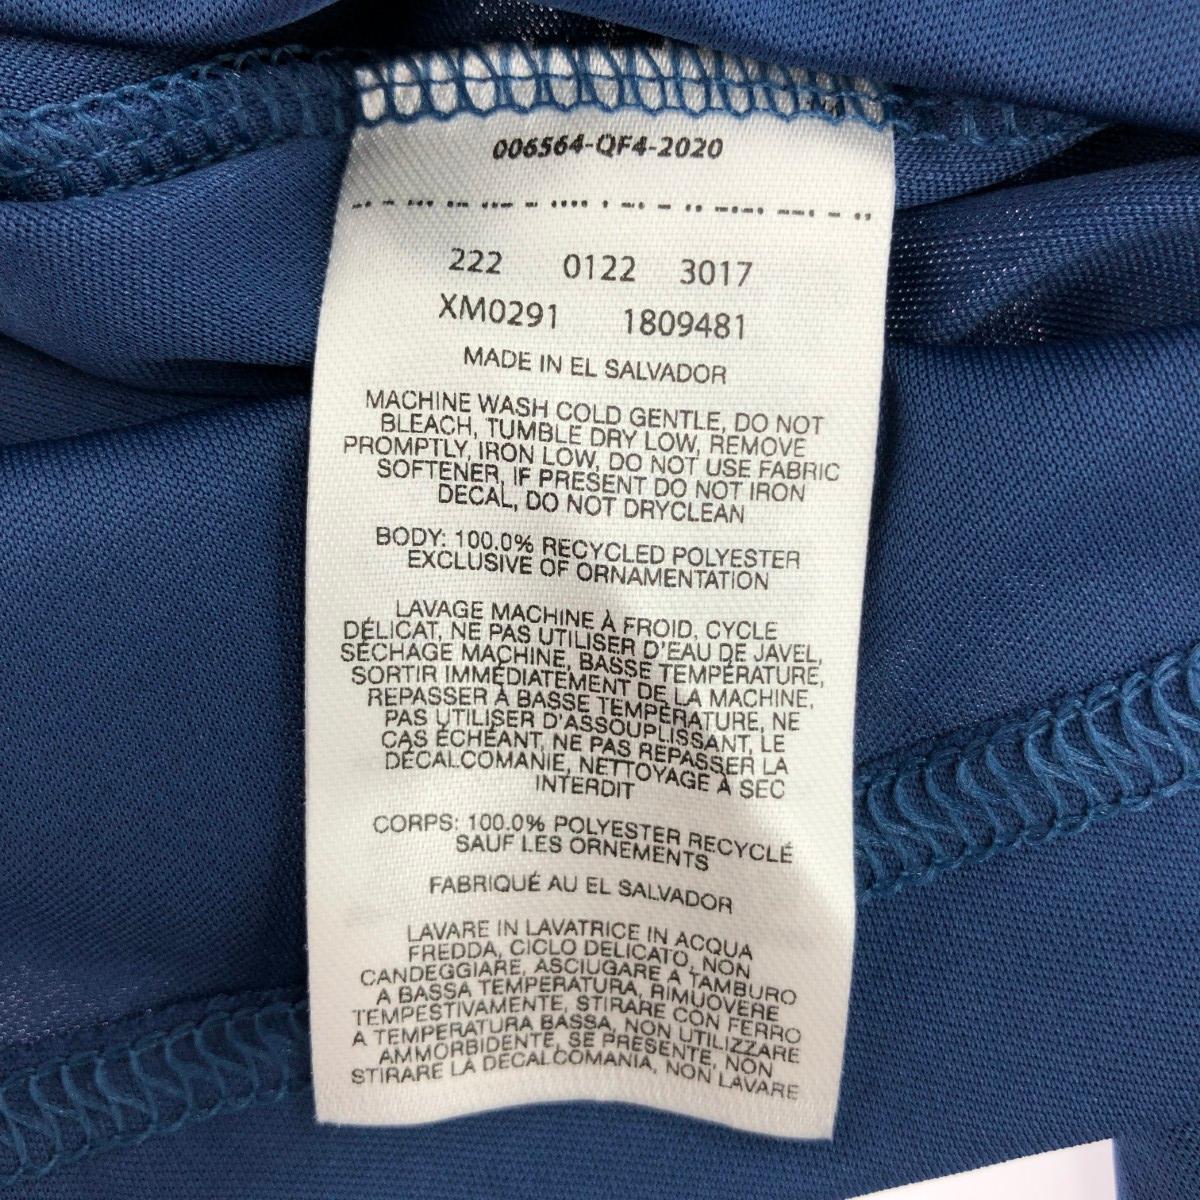 006564-QF4-2020
222 0122 3017
XM0291 1809481
MADE IN EL SALVADOR
MACHINE WASH COLD GENTLE, DO NOT
BLEACH, TUMBLE DRY LOW, REMOVE
PROMPTLY, IRON LOW, DO NOT USE FABRIC
SOFTENER, IF PRESENT DO NOT IRON
DECAL, DO NOT DRYCLEAN
BODY: 100.0% RECYCLED POLYESTER
EXCLUSIVE OF ORNAMENTATION
LAVAGE MACHINE À FROID, CYCLE
DÉLICAT, NE PAS UTILISER D'EAU DE JAVEL,
SÉCHAGE MACHINE, BASSE TEMPÉRATURE,
SORTIR IMMÉDIATEMENT DE LA MACHINE,
REPASSER À BASSE TEMPÉRATURE, NE
PAS UTILISER D'ASSOUPLISSANT, LE
CAS ÉCHÉANT, NE PAS REPASSER LA
DÉCALCOMANIE, NETTOYAGE À SEC
INTERDIT
CORPS: 100.0% POLYESTER RECYCLÉ
SAUF LES ORNEMENTS
FABRIQUÉ AU EL SALVADOR
LAVARE IN LAVATRICE IN ACQUA
FREDDA, CICLO DELICATO, NON
CANDEGGIARE, ASCIUGARE A TAMBURO
A BASSA TEMPERATURA, RIMUOVERE
TEMPESTIVAMENTE, STIRARE CON FERRO
A TEMPERATURA BASSA, NON UTILIZZARE
AMMORBIDENTE, SE PRESENTE, NON
STIRARE LA DECALCOMANIA, NON LAVARE